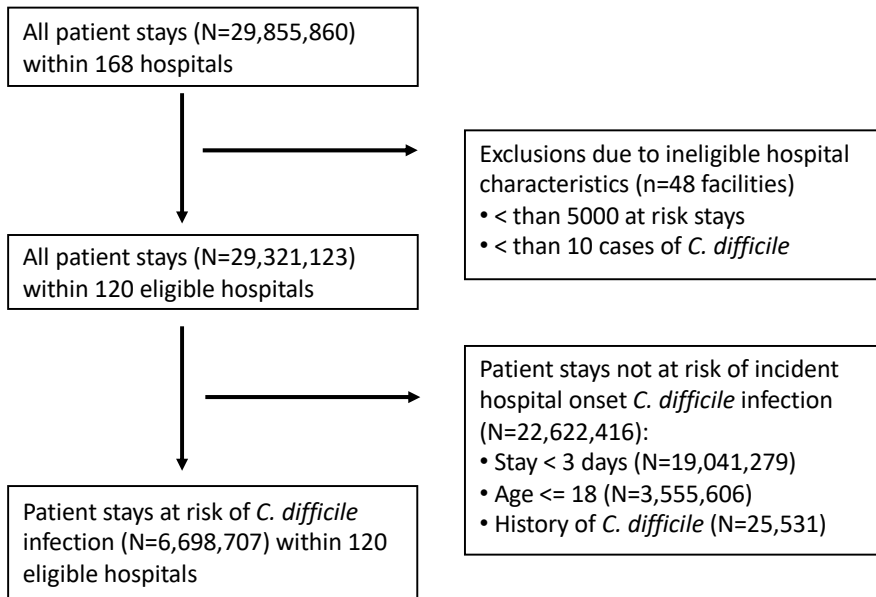 All patient stays (N=29,855,860)
within 168 hospitals
Exclusions due to ineligible hospital
characteristics (n=48 facilities)
• < than 5000 at risk stays
• < than 10 cases of C. difficile
All patient stays (N=29,321,123)
within 120 eligible hospitals
Patient stays not at risk of incident
hospital onset C. difficile infection
(N=22,622,416):
• Stay < 3 days (N=19,041,279)
• Age <= 18 (N=3,555,606)
• History of C. difficile (N=25,531)
Patient stays at risk of C. difficile
infection (N=6,698,707) within 120
eligible hospitals